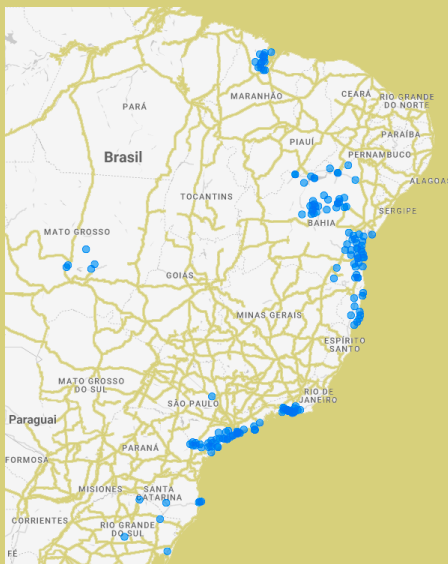 MARANHÃO
CEARÁ
RIO GRANDE
DO NORTE
PARÁ
PARAÍBA
PIAUÍ
Brasil
PERNAMBUCO
ALAGOAS
TOCANTINS
SERGIPE
BAHIA
MATO GROSSO
GOIÁS
MINAS GERAIS
ESPÍRITO
SANTO
MATO GROSSO
DO SUL
RIO DE
JANEIRO
SÃO PAULO
Paraguai
PARANÁ
FORMOSA
MISIONES
SANTA
CATARINA
CORRIENTES
RIO GRANDE
DO SUL
FÉ